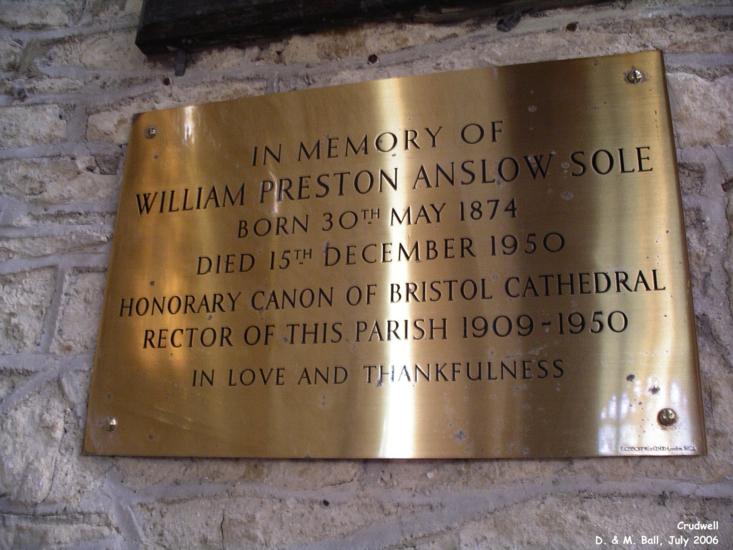 IN MEMORY OF
WILLIAM PRESTON ANSLOW SOLE
BORN 30TH MAY 1874
DIED 15TH DECEMBER 1950
HONORARY CANON OF BRISTOL CATHEDRAL
RECTOR OF THIS PARISH 1909-1950
IN LOVE AND THANKFULNESS
Crudwell
D. & M. Ball, July 2006